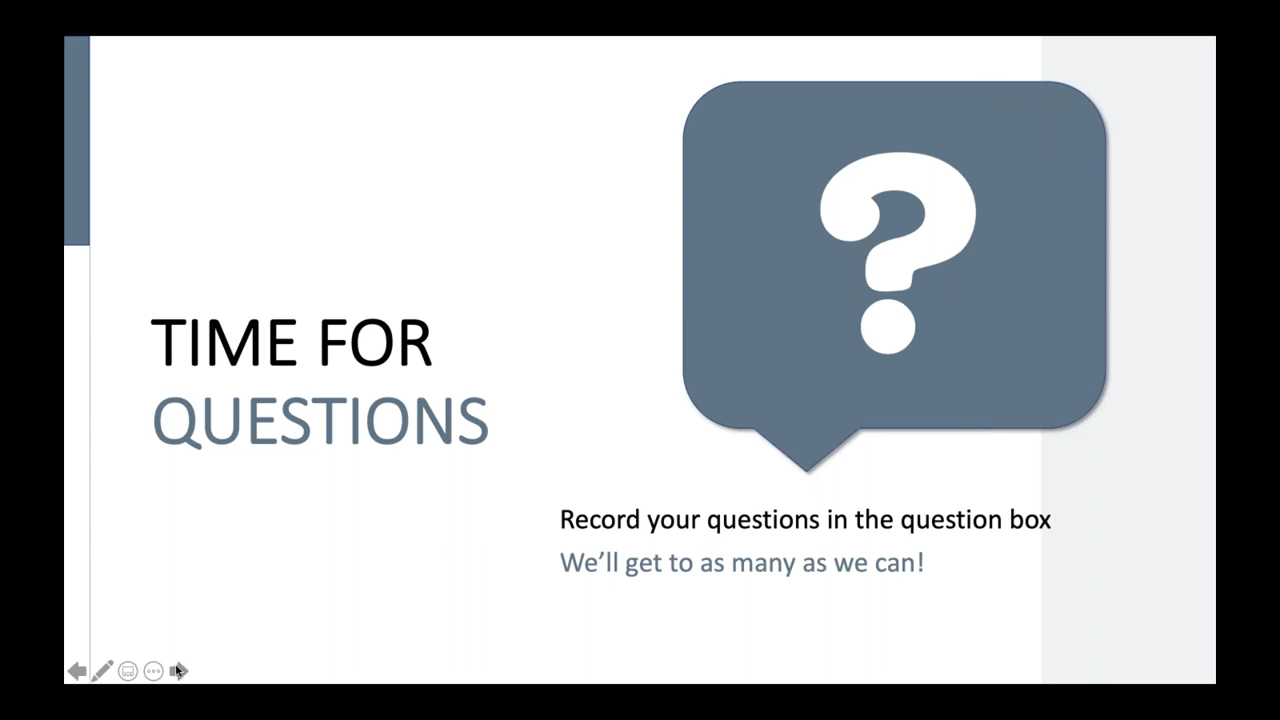 ?
TIME FOR
QUESTIONS
Record your questions in the question box
We’ll get to as many as we can!